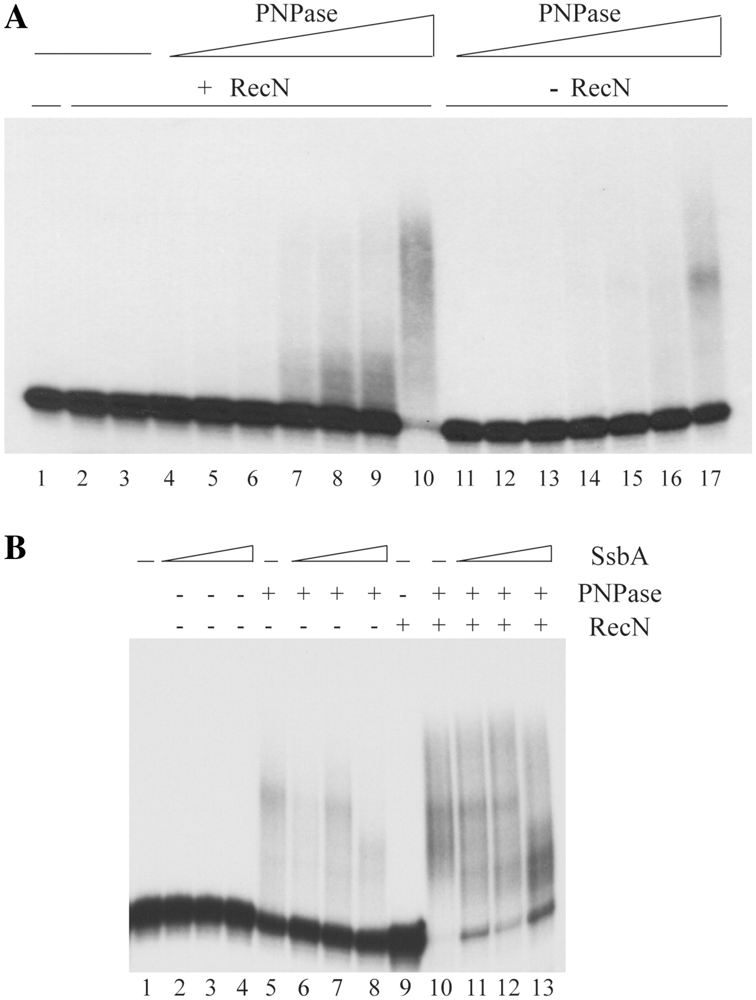 A
PNPase PNPase
+ RecN - RecN
1 2 3 4 5 6 7 8 9 10 11 12 13 14 15 16 17
B
— — — — SsbA
- - - + + + + - + + + + PNPase
- - - - - - - + + + + + RecN
1 2 3 4 5 6 7 8 9 10 11 12 13